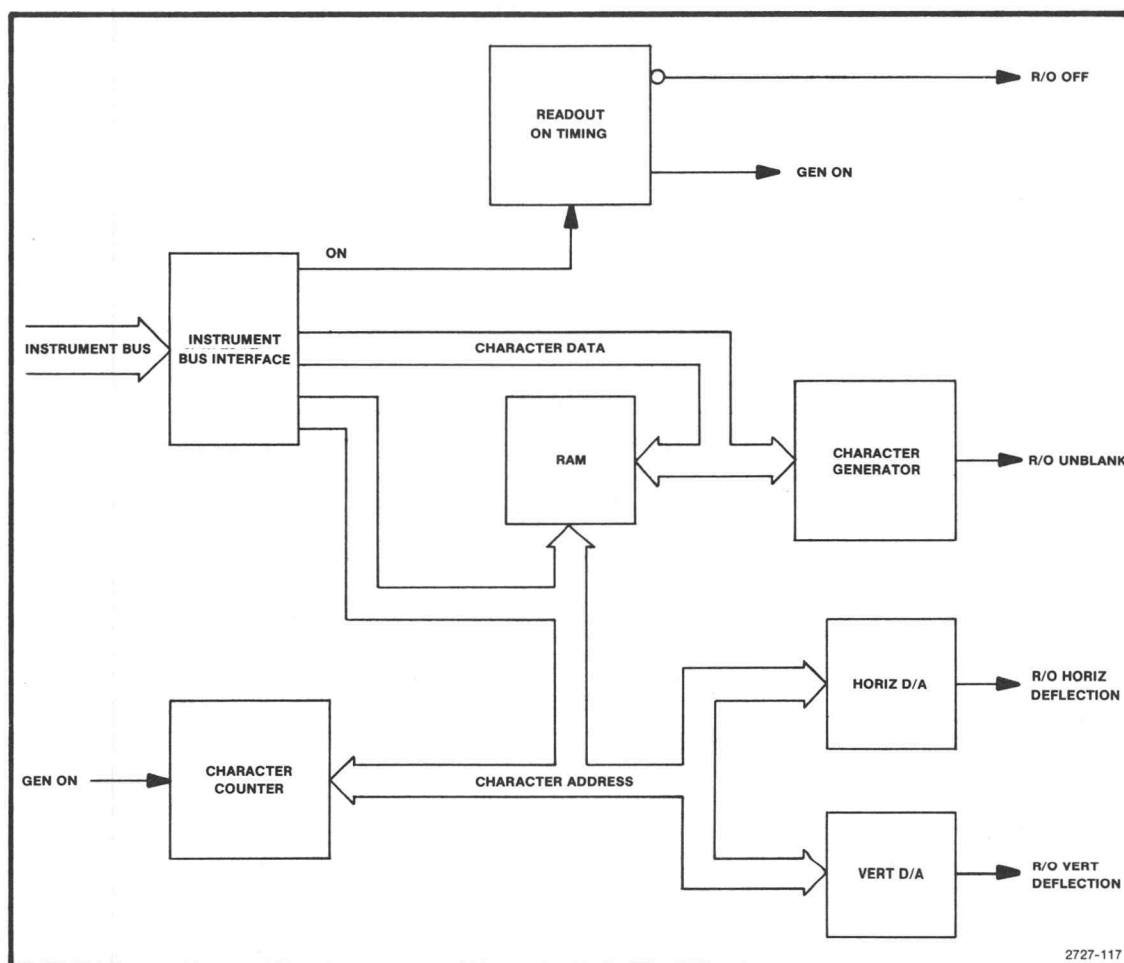 READOUT
ON TIMING
R/O OFF
GEN ON
ON
INSTRUMENT BUS
INSTRUMENT
BUS INTERFACE
CHARACTER DATA
RAM
CHARACTER
GENERATOR
R/O UNBLANK
HORIZ D/A
R/O HORIZ
DEFLECTION
GEN ON
CHARACTER
COUNTER
CHARACTER ADDRESS
VERT D/A
R/O VERT
DEFLECTION
2727-117